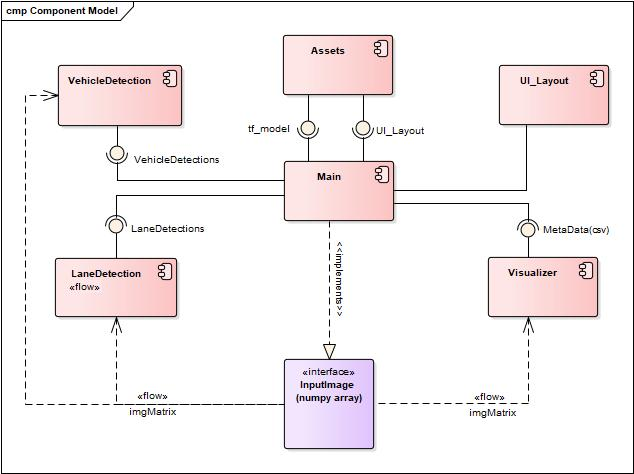 cmp Component Model
Assets
VehicleDetection
UI_Layout
tf_model
UI_Layout
VehicleDetections
Main
LaneDetections
MetaData(csv)
LaneDetection
«flow»
Visualizer
<<implements>>
«interface»
InputImage
(numpy array)
«flow»
imgMatrix
«flow»
imgMatrix